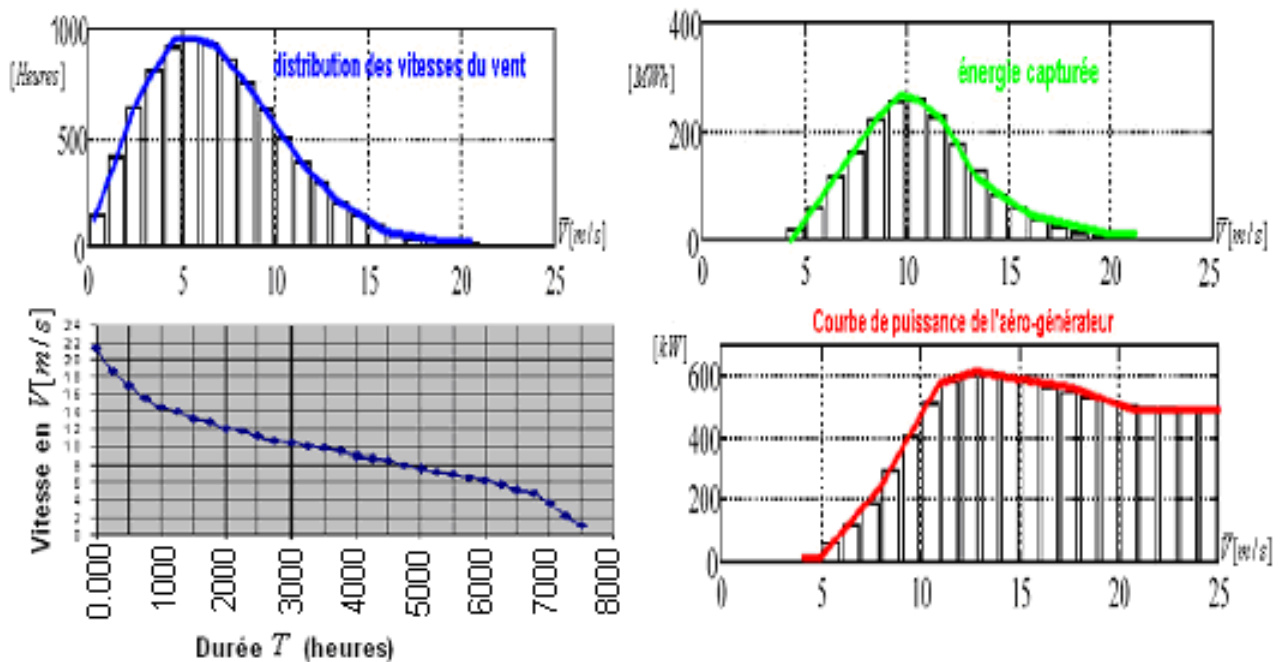 1000
[Heures]
distribution des vitesses du vent
500
V̅[m/s]
0
0 5 10 15 20 25
400
[MWh]
énergie capturée
200
V̅[m/s]
0
0 5 10 15 20 25
Vitesse en V̅[m/s]
24
22
20
18
16
14
12
10
8
6
4
2
0
0.000 1000 2000 3000 4000 5000 6000 7000 8000
Durée T (heures)
Courbe de puissance de l'aéro-générateur
[kW]
600
400
200
V̅[m/s]
0
0 5 10 15 20 25